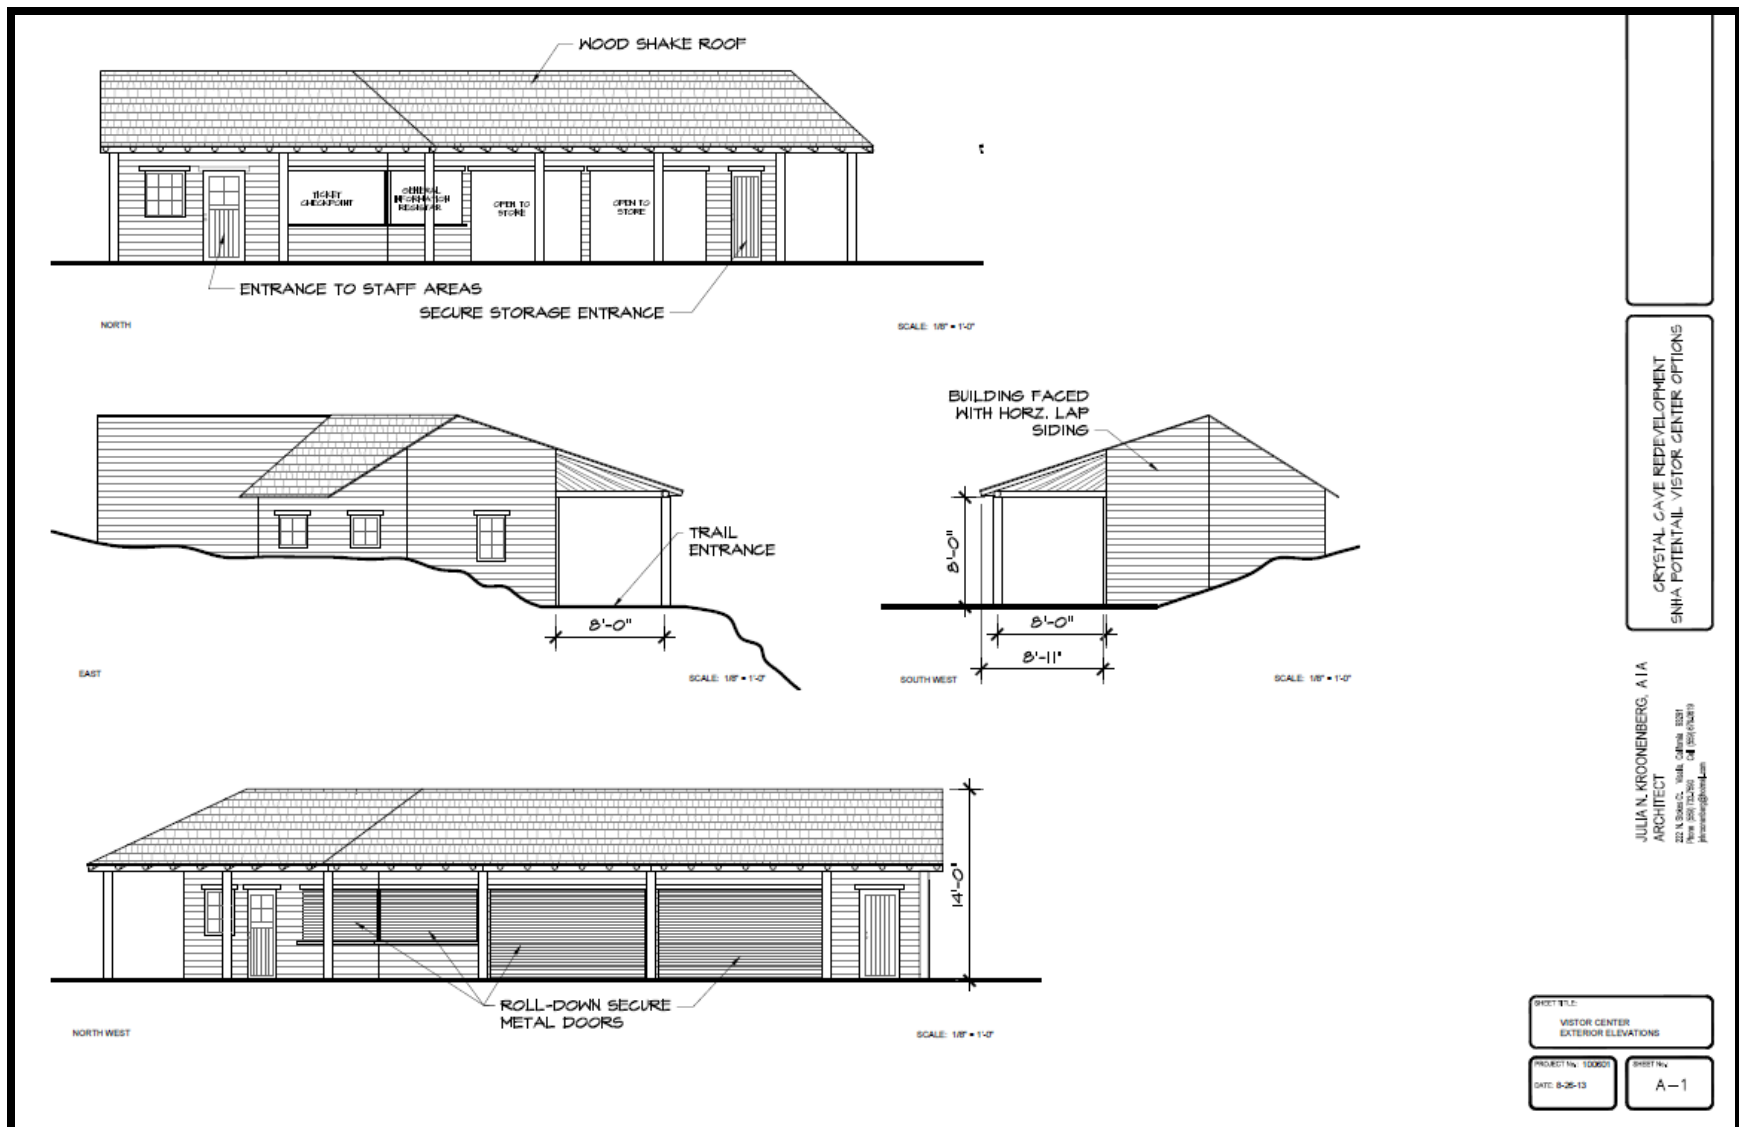 WOOD SHAKE ROOF
TICKET
CHECKPOINT
GENERAL
INFORMATION
REGISTAR
OPEN TO
STORE
OPEN TO
STORE
ENTRANCE TO STAFF AREAS
SECURE STORAGE ENTRANCE
NORTH
SCALE: 1/8" = 1'-0"
BUILDING FACED
WITH HORZ. LAP
SIDING
TRAIL
ENTRANCE
8'-0"
EAST
SCALE: 1/8" = 1'-0"
8'-0"
8'-0"
8'-11"
SOUTH WEST
SCALE: 1/8" = 1'-0"
14'-0"
ROLL-DOWN SECURE
METAL DOORS
NORTH WEST
SCALE: 1/8" = 1'-0"
CRYSTAL CAVE REDEVELOPMENT
SNHA POTENTAIL VISTOR CENTER OPTIONS
JULIA N. KROONENBERG, AIA
ARCHITECT
SHEET TITLE:
VISTOR CENTER
EXTERIOR ELEVATIONS
PROJECT No.: 100601
DATE: 8-26-13
SHEET No.
A-1